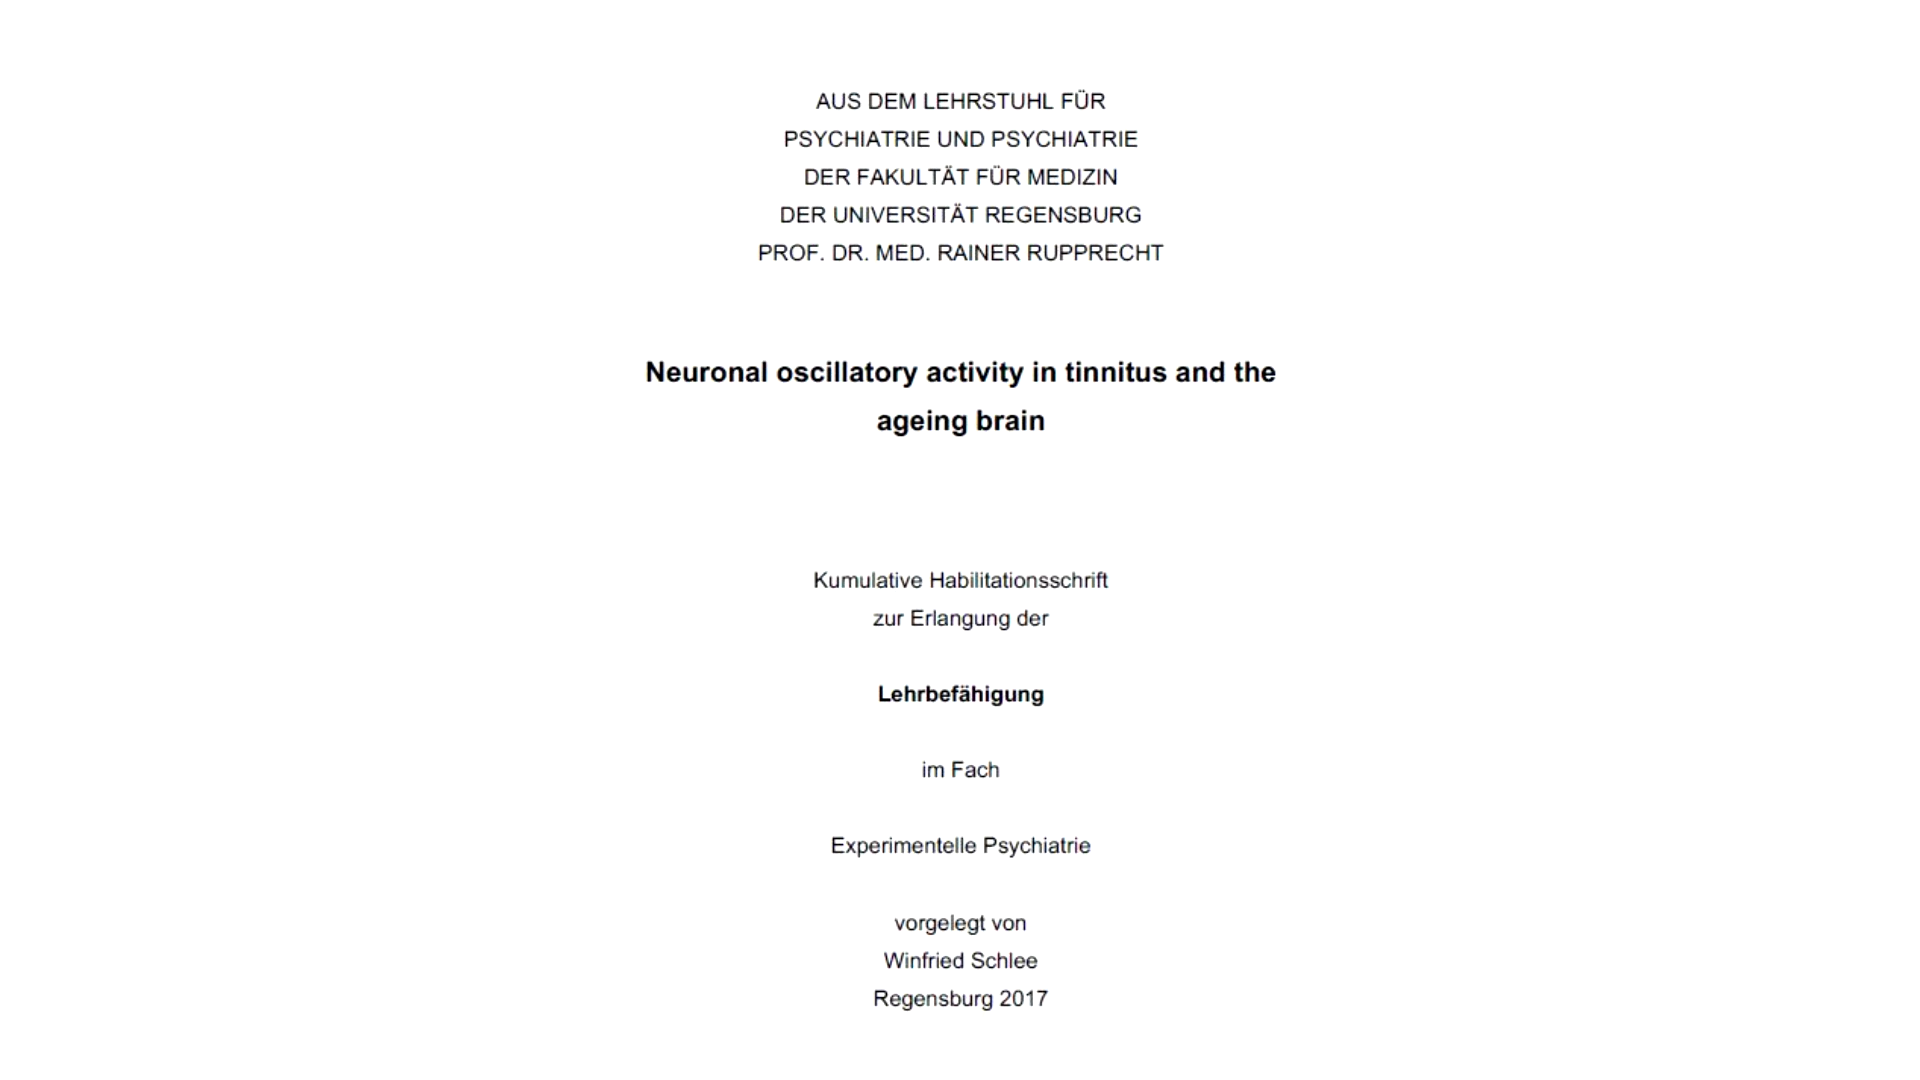 AUS DEM LEHRSTUHL FÜR
PSYCHIATRIE UND PSYCHIATRIE
DER FAKULTÄT FÜR MEDIZIN
DER UNIVERSITÄT REGENSBURG
PROF. DR. MED. RAINER RUPPRECHT
Neuronal oscillatory activity in tinnitus and the
ageing brain
Kumulative Habilitationsschrift
zur Erlangung der
Lehrbefähigung
im Fach
Experimentelle Psychiatrie
vorgelegt von
Winfried Schlee
Regensburg 2017